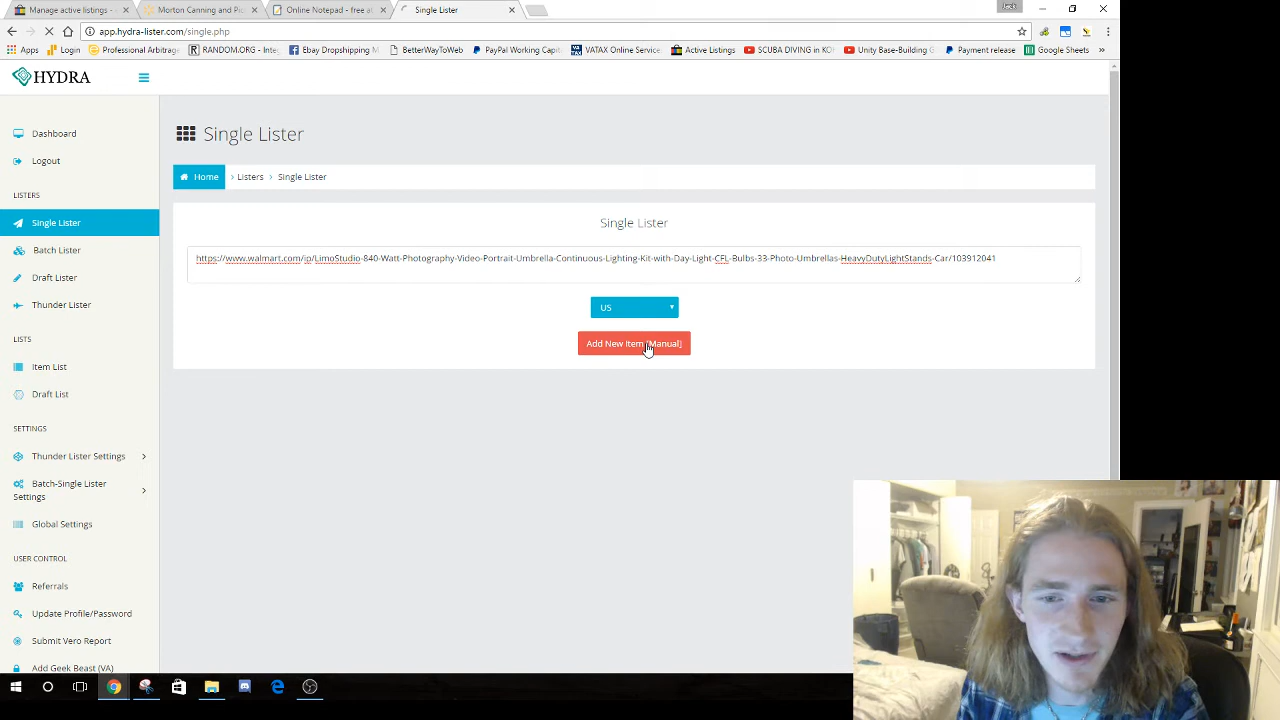 Manage active listings -
Morton Canning and Pic
Online Notepad - free o
Single Lister
Jack
app.hydra-lister.com/single.php
Apps
Login
Professional Arbitrag
RANDOM.ORG - Int
Ebay Dropshipp
BetterWayToWeb
PayPal Working Capit
VATAX Online Service
Active Listings
SCUBA DIVING in KO
Unity Base-Building G
Payment release
Google Sheets
»
HYDRA
Dashboard
Logout
LISTERS
Single Lister
Batch Lister
Draft Lister
Thunder Lister
LISTS
Item List
Draft List
SETTINGS
Thunder Lister Settings
Batch-Single Lister
Settings
Global Settings
USER CONTROL
Referrals
Update Profile/Password
Submit Vero Report
Add Geek Beast (VA)
Single Lister
Home > Listers > Single Lister
Single Lister
https://www.walmart.com/ip/LimoStudio-840-Watt-Photography-Video-Portrait-Umbrella-Continuous-Lighting-Kit-with-Day-Light-CFL-Bulbs-33-Photo-Umbrellas-HeavyDutyLightStands-Car/103912041
US
Add New Item [Manual]